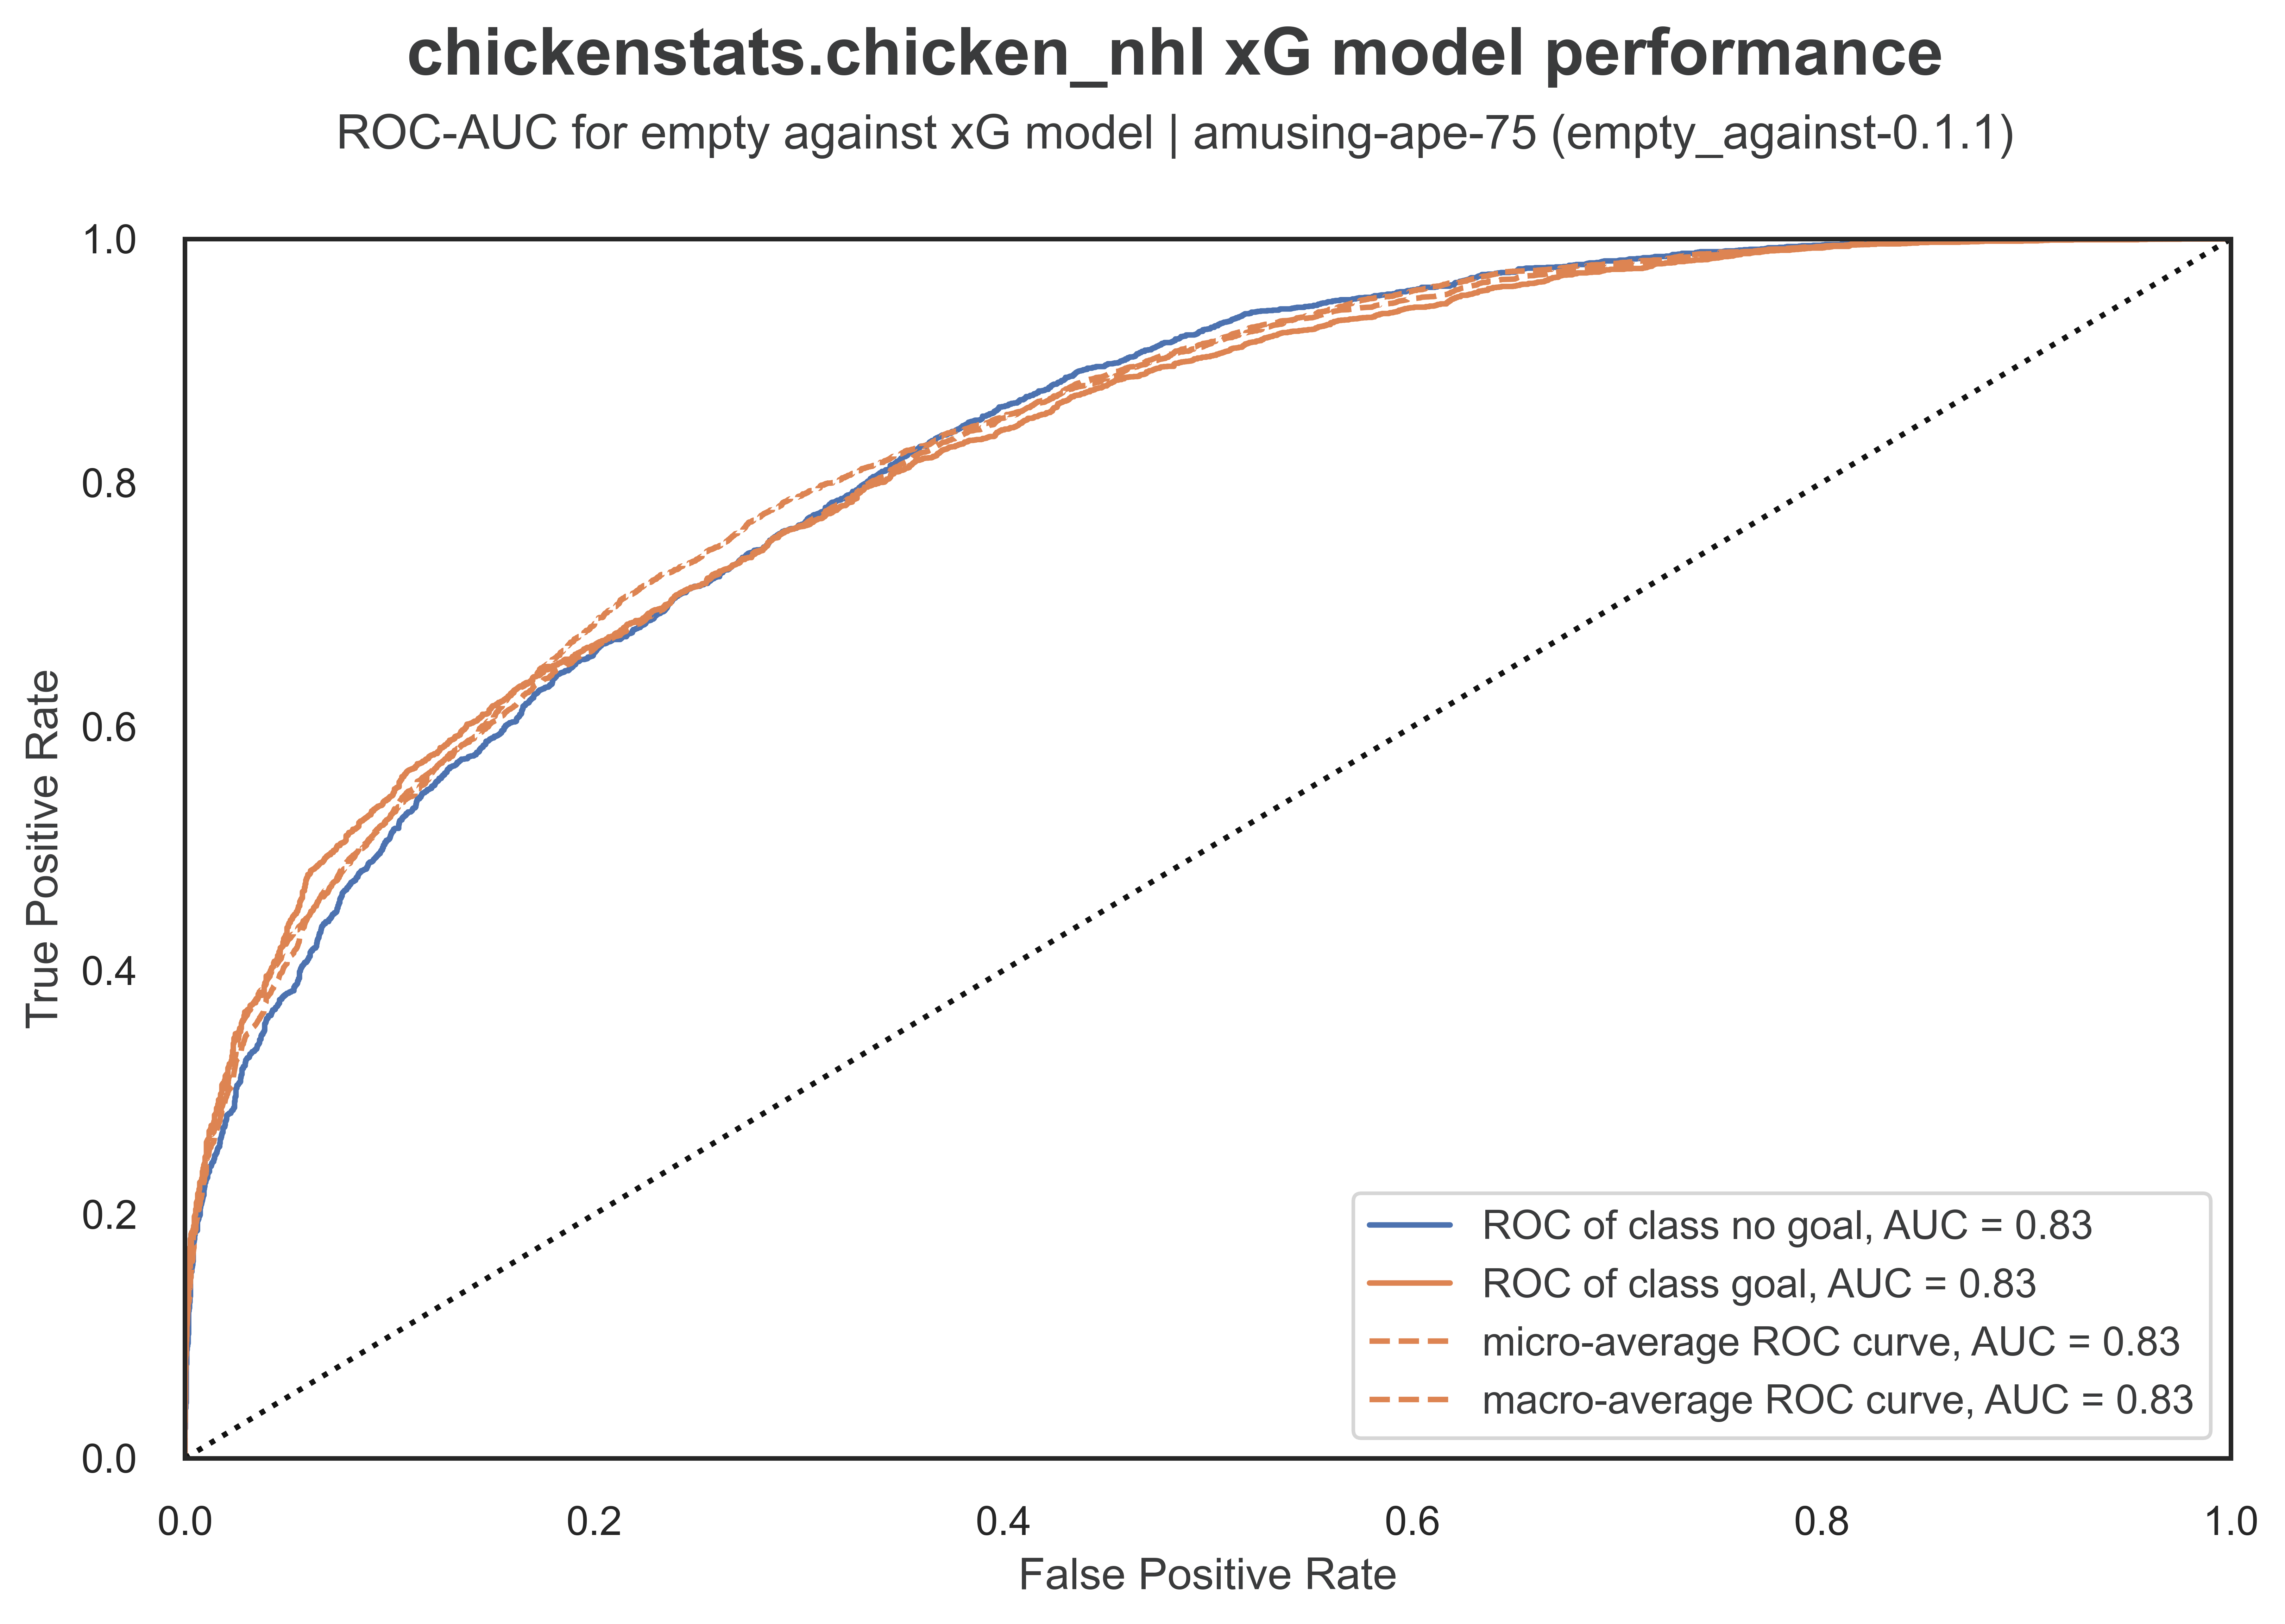 chickenstats.chicken_nhl xG model performance
ROC-AUC for empty against xG model | amusing-ape-75 (empty_against-0.1.1)
1.0
0.8
0.6
0.4
0.2
0.0
True Positive Rate
ROC of class no goal, AUC = 0.83
ROC of class goal, AUC = 0.83
micro-average ROC curve, AUC = 0.83
macro-average ROC curve, AUC = 0.83
0.0 0.2 0.4 0.6 0.8 1.0
False Positive Rate